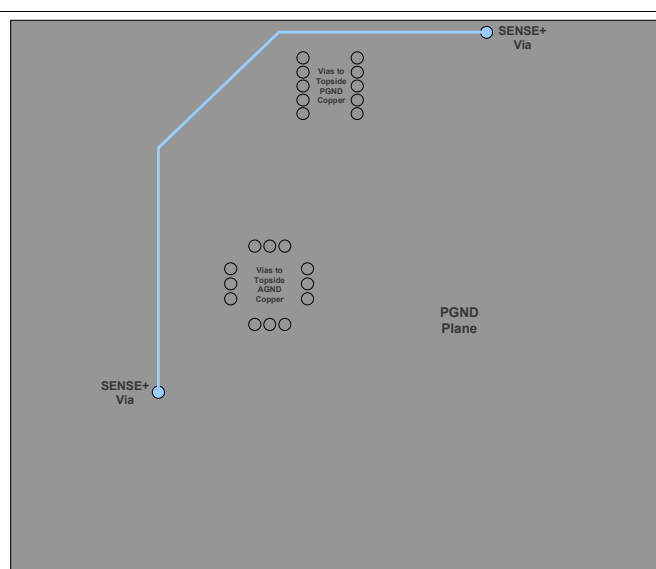 SENSE+
Via
Vias to
Topside
PGND
Copper
Vias to
Topside
AGND
Copper
PGND
Plane
SENSE+
Via